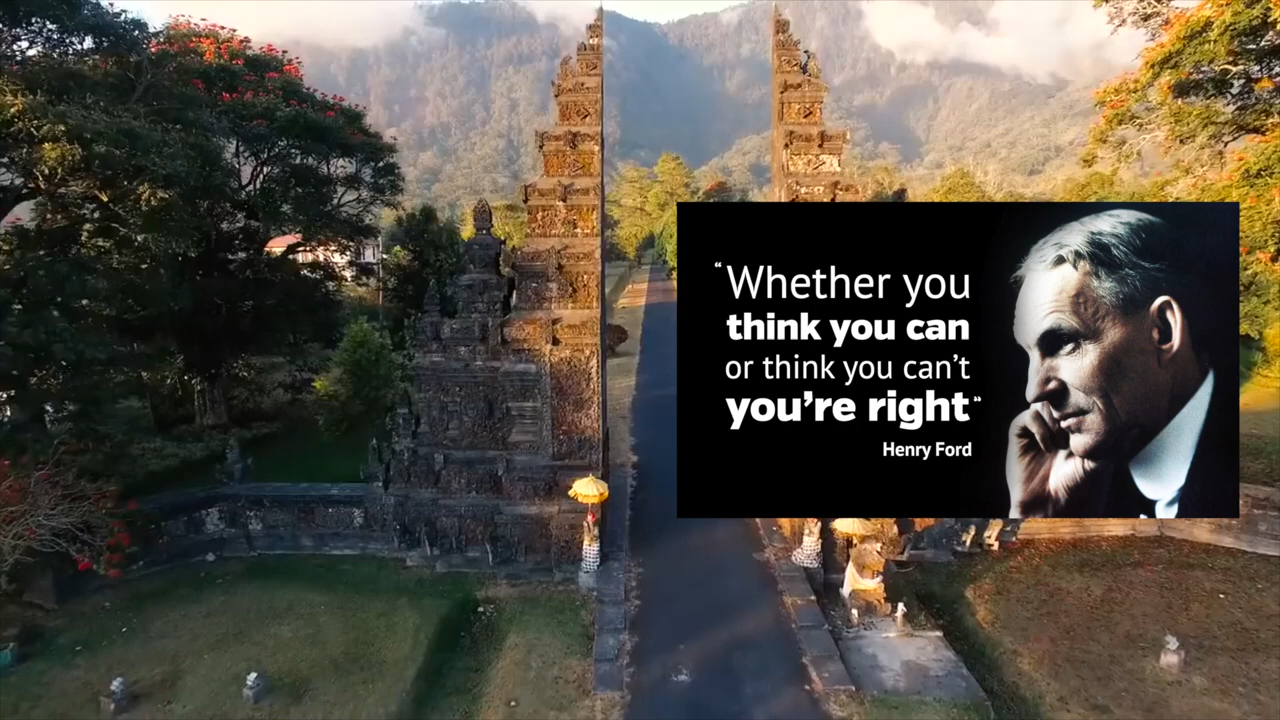 “Whether you
think you can
or think you can’t
you’re right”
Henry Ford